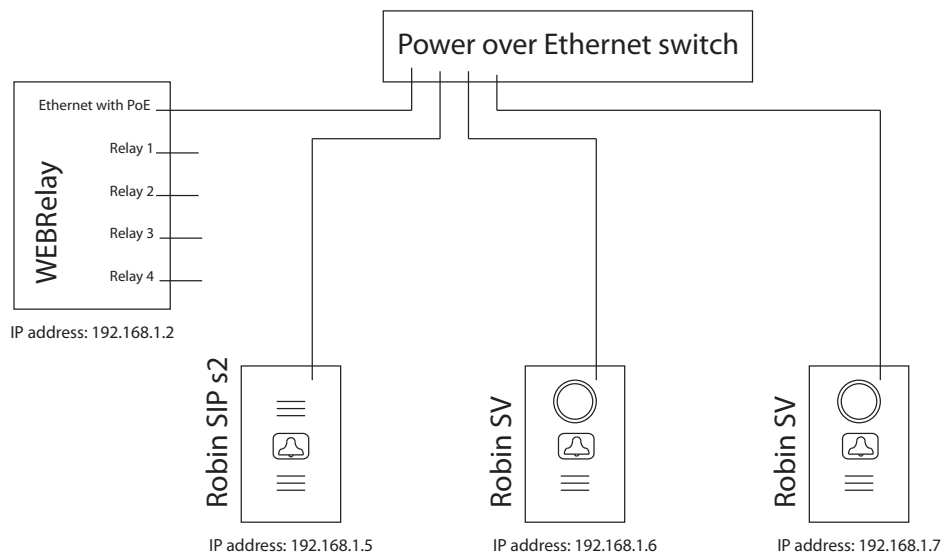 Power over Ethernet switch
Ethernet with PoE
Relay 1
Relay 2
Relay 3
Relay 4
WEBRelay
IP address: 192.168.1.2
Robin SIP s2
Robin SV
Robin SV
IP address: 192.168.1.5
IP address: 192.168.1.6
IP address: 192.168.1.7